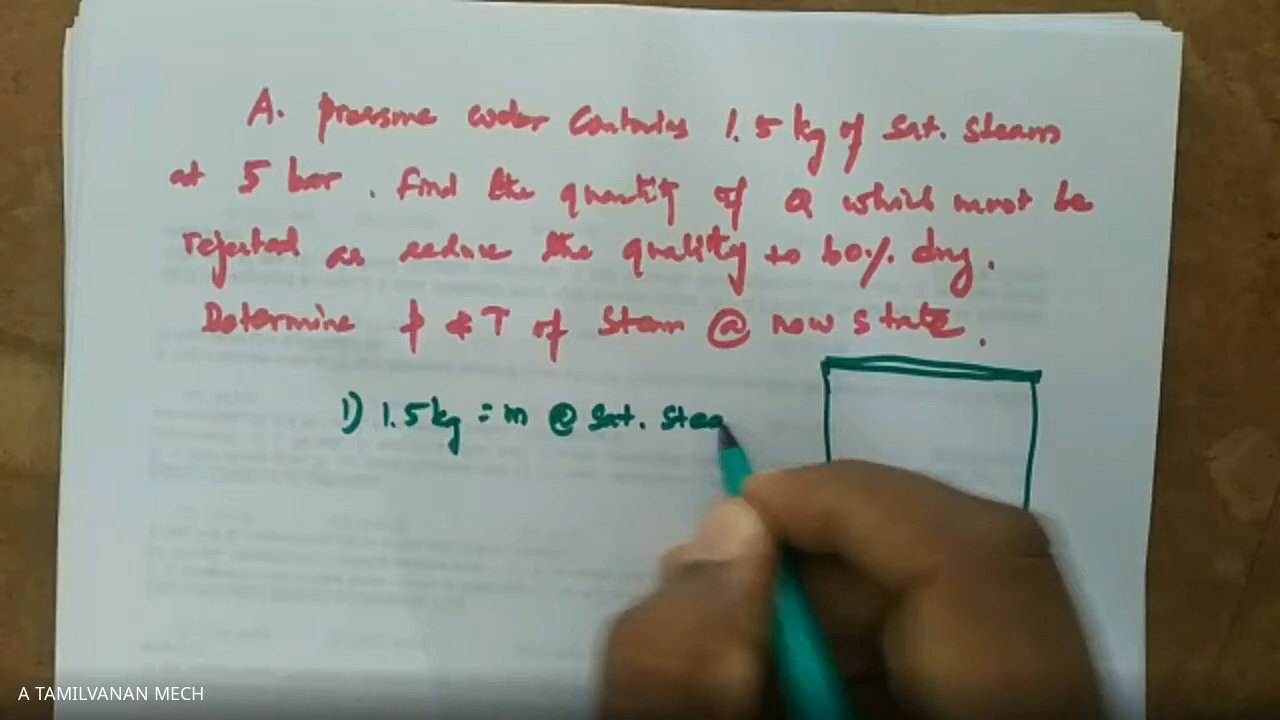 A. pressure cooker contains 1.5 kg of sat. steam
at 5 bar. Find the quantity of Q which must be
rejected as reduce the quality to 60% dry.
Determine p & T of steam @ new state.
1) 1.5 kg = m @ sat. stea
A TAMILVANAN MECH